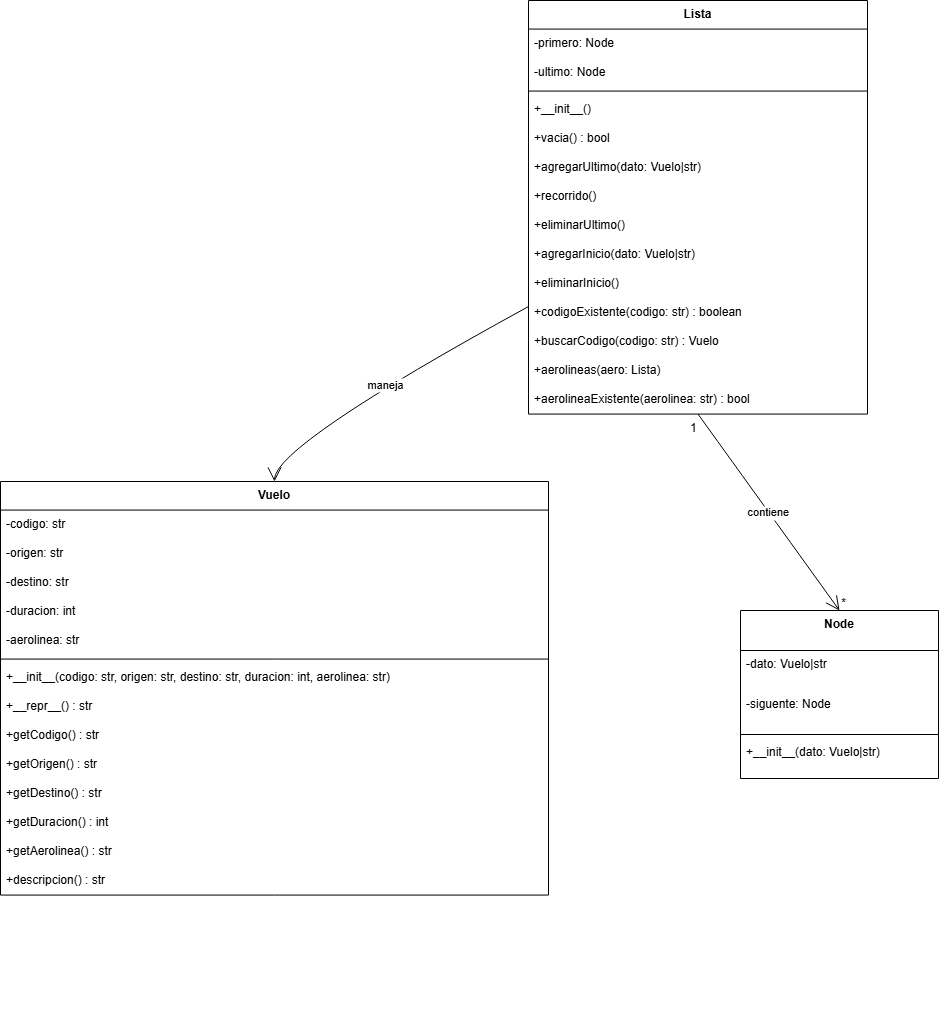 Lista
-primero: Node
-ultimo: Node
+__init__()
+vacia() : bool
+agregarUltimo(dato: Vuelo|str)
+recorrido()
+eliminarUltimo()
+agregarInicio(dato: Vuelo|str)
+eliminarInicio()
+codigoExistente(codigo: str) : boolean
+buscarCodigo(codigo: str) : Vuelo
+aerolineas(aero: Lista)
+aerolineaExistente(aerolinea: str) : bool
maneja
1
contiene
*
Vuelo
-codigo: str
-origen: str
-destino: str
-duracion: int
-aerolinea: str
+__init__(codigo: str, origen: str, destino: str, duracion: int, aerolinea: str)
+__repr__() : str
+getCodigo() : str
+getOrigen() : str
+getDestino() : str
+getDuracion() : int
+getAerolinea() : str
+descripcion() : str
Node
-dato: Vuelo|str
-siguente: Node
+__init__(dato: Vuelo|str)